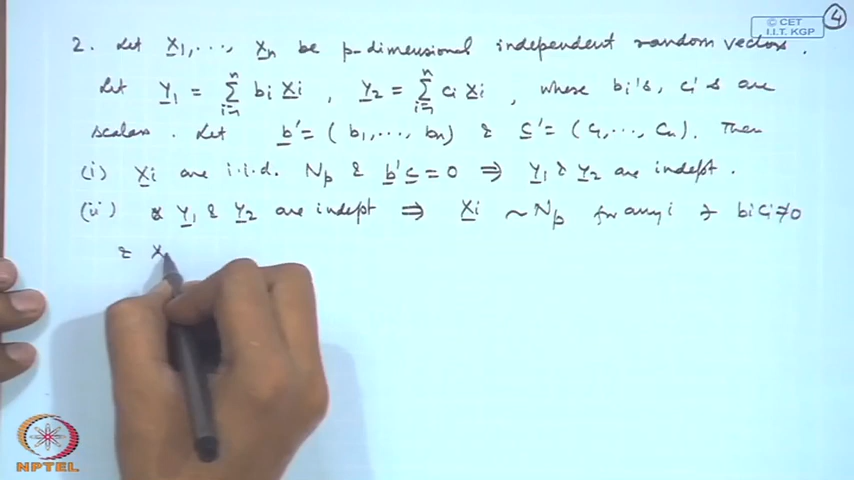 © CET
I.I.T. KGP
4
2. Let X1, ..., Xn be p-dimensional independent random vectors.
Let Y1 = Σ_{i=1}^{n} bi Xi , Y2 = Σ_{i=1}^{n} ci Xi , where bi's, ci's are
scalars. Let b' = (b1, ..., bn) & c' = (c1, ..., cn). Then
(i) Xi are i.i.d. Np & b'c = 0 ⇒ Y1 & Y2 are indept.
(ii) Y1 & Y2 are indept ⇒ Xi ~ Np for any i ∋ bi ci ≠ 0
& X
NPTEL